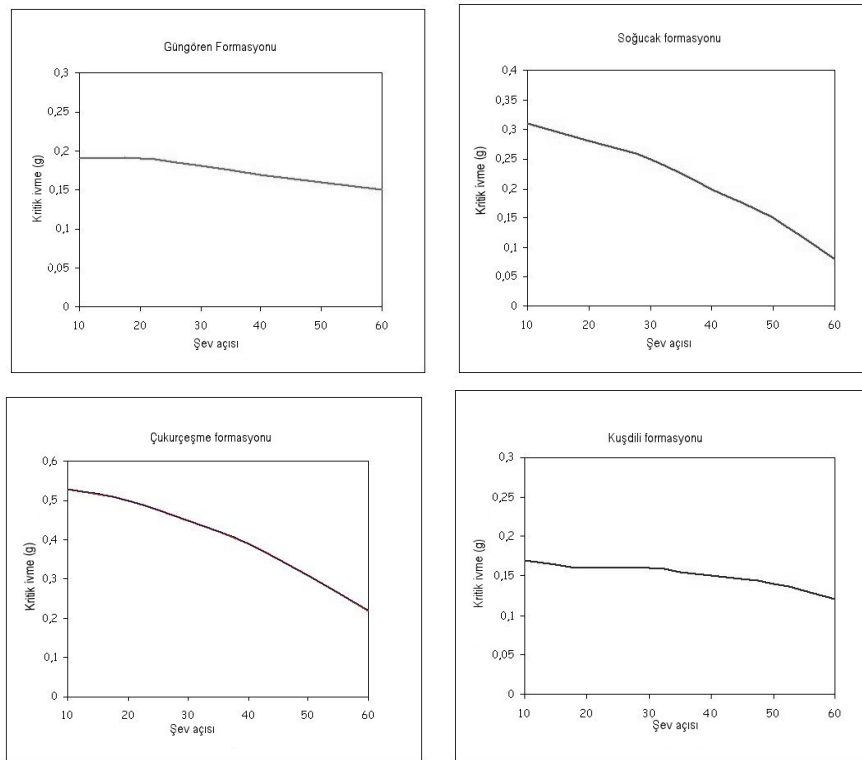 Güngören Formasyonu
Kritik ivme (g)
0,3
0,25
0,2
0,15
0,1
0,05
0
10 20 30 40 50 60
Şev açısı
Soğucak formasyonu
Kritik ivme (g)
0,4
0,35
0,3
0,25
0,2
0,15
0,1
0,05
0
10 20 30 40 50 60
Şev açısı
Çukurçeşme formasyonu
Kritik ivme (g)
0,6
0,5
0,4
0,3
0,2
0,1
0
10 20 30 40 50 60
Şev açısı
Kuşdili formasyonu
Kritik ivme (g)
0,3
0,25
0,2
0,15
0,1
0,05
0
10 20 30 40 50 60
Şev açısı